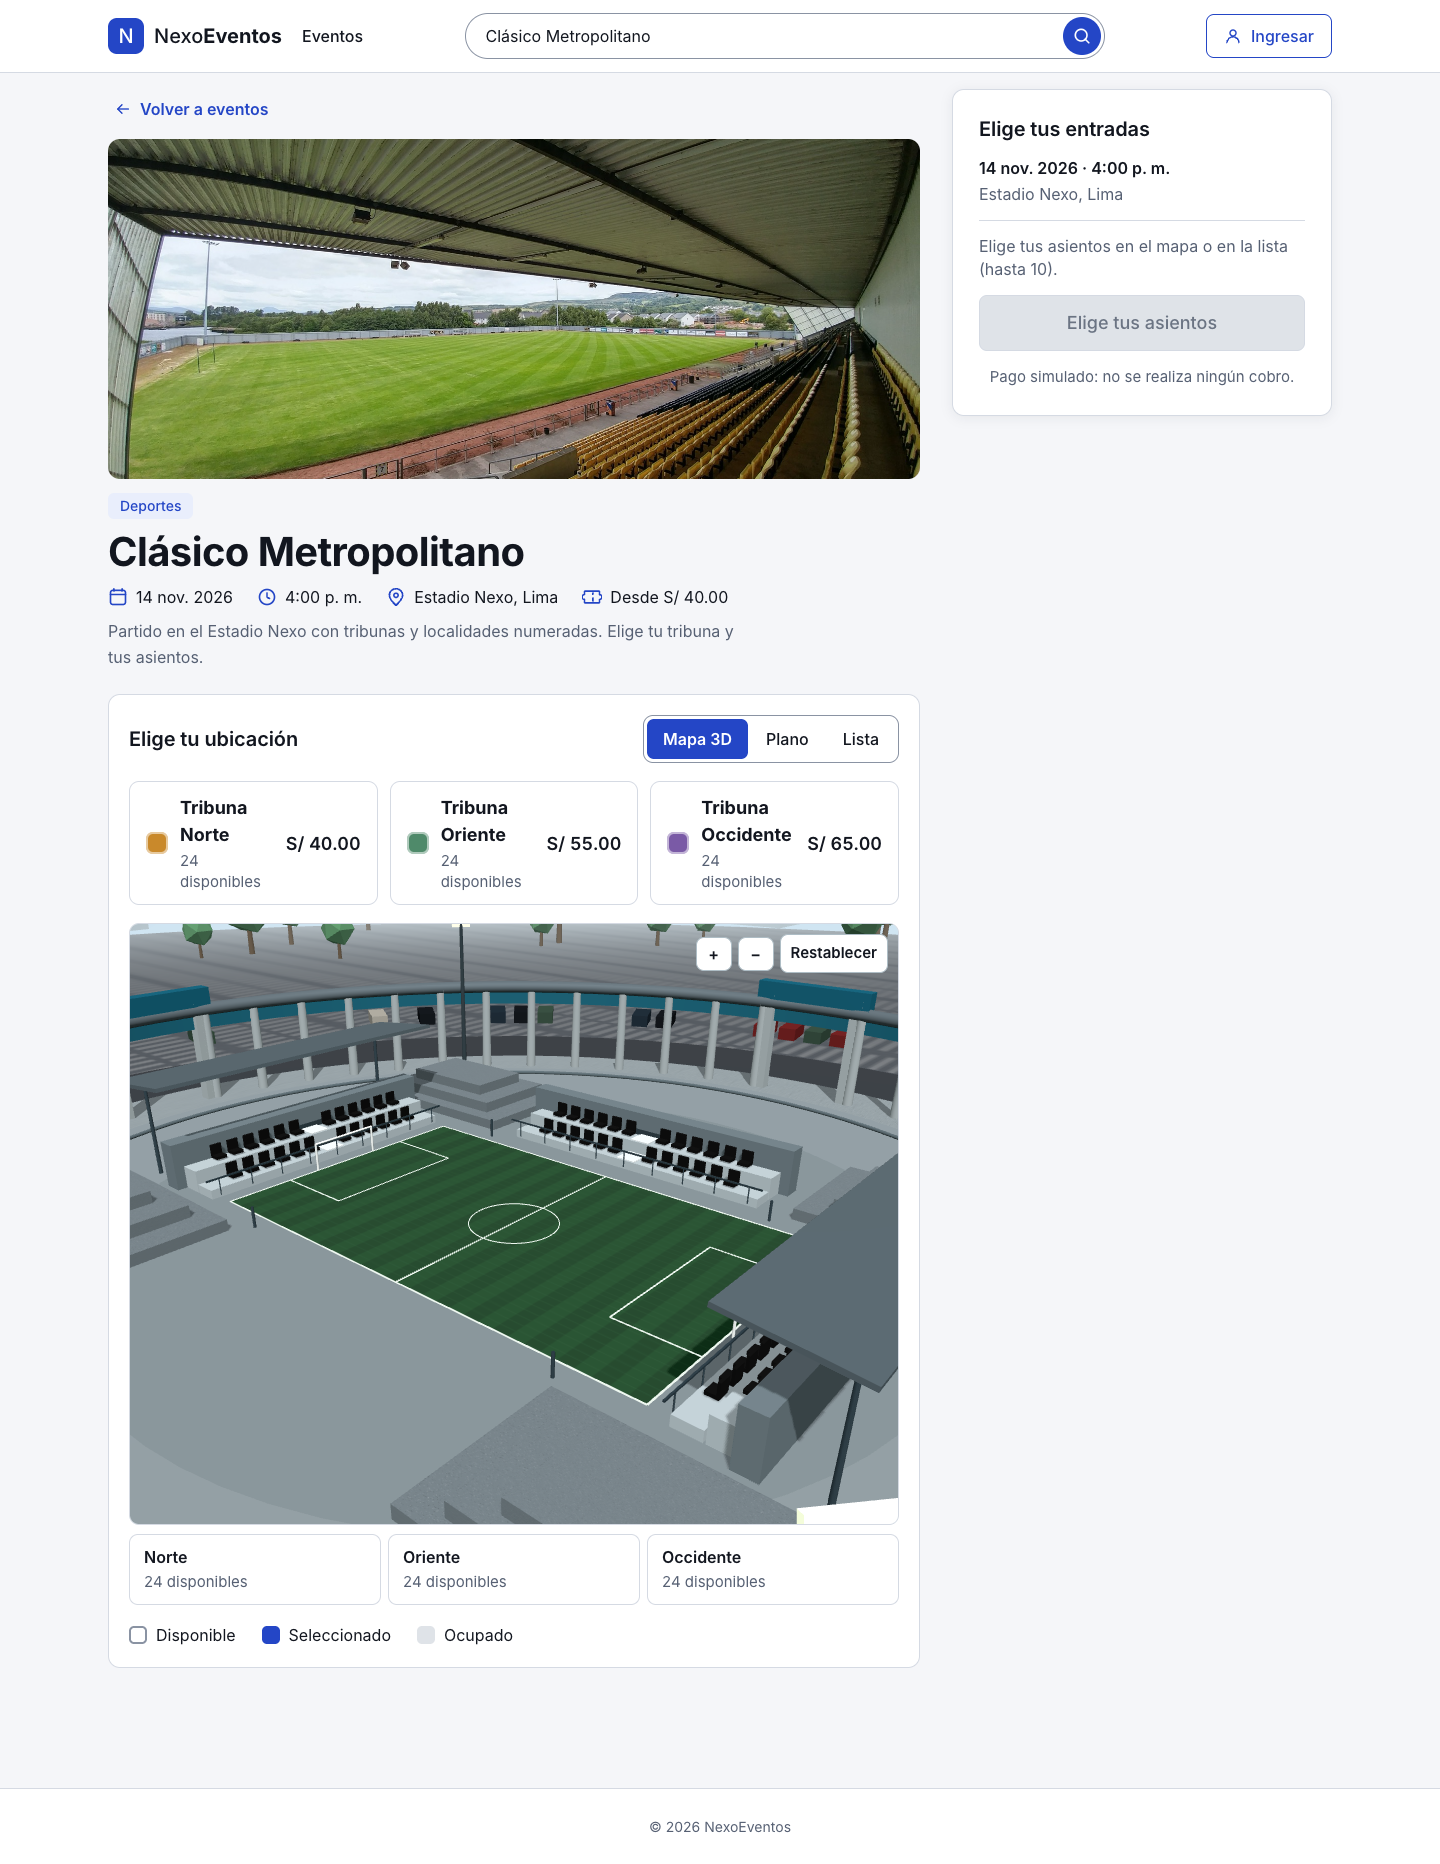 N NexoEventos Eventos Clásico Metropolitano Ingresar
Volver a eventos
Elige tus entradas
14 nov. 2026 · 4:00 p. m.
Estadio Nexo, Lima
Elige tus asientos en el mapa o en la lista
(hasta 10).
Elige tus asientos
Pago simulado: no se realiza ningún cobro.
Deportes
Clásico Metropolitano
14 nov. 2026 4:00 p. m. Estadio Nexo, Lima Desde S/ 40.00
Partido en el Estadio Nexo con tribunas y localidades numeradas. Elige tu tribuna y
tus asientos.
Elige tu ubicación
Mapa 3D Plano Lista
Tribuna
Norte
24
disponibles
S/ 40.00
Tribuna
Oriente
24
disponibles
S/ 55.00
Tribuna
Occidente
24
disponibles
S/ 65.00
+ − Restablecer
Norte
24 disponibles
Oriente
24 disponibles
Occidente
24 disponibles
Disponible Seleccionado Ocupado
© 2026 NexoEventos